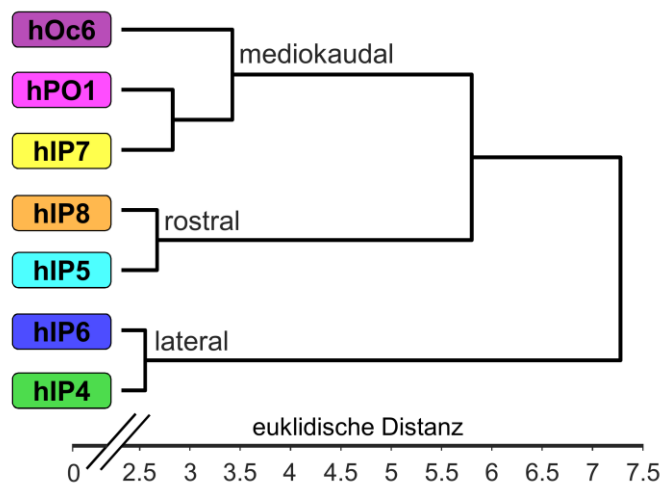 hOc6
mediokaudal
hPO1
hIP7
hIP8
rostral
hIP5
hIP6
lateral
hIP4
euklidische Distanz
0 2.5 3 3.5 4 4.5 5 5.5 6 6.5 7 7.5